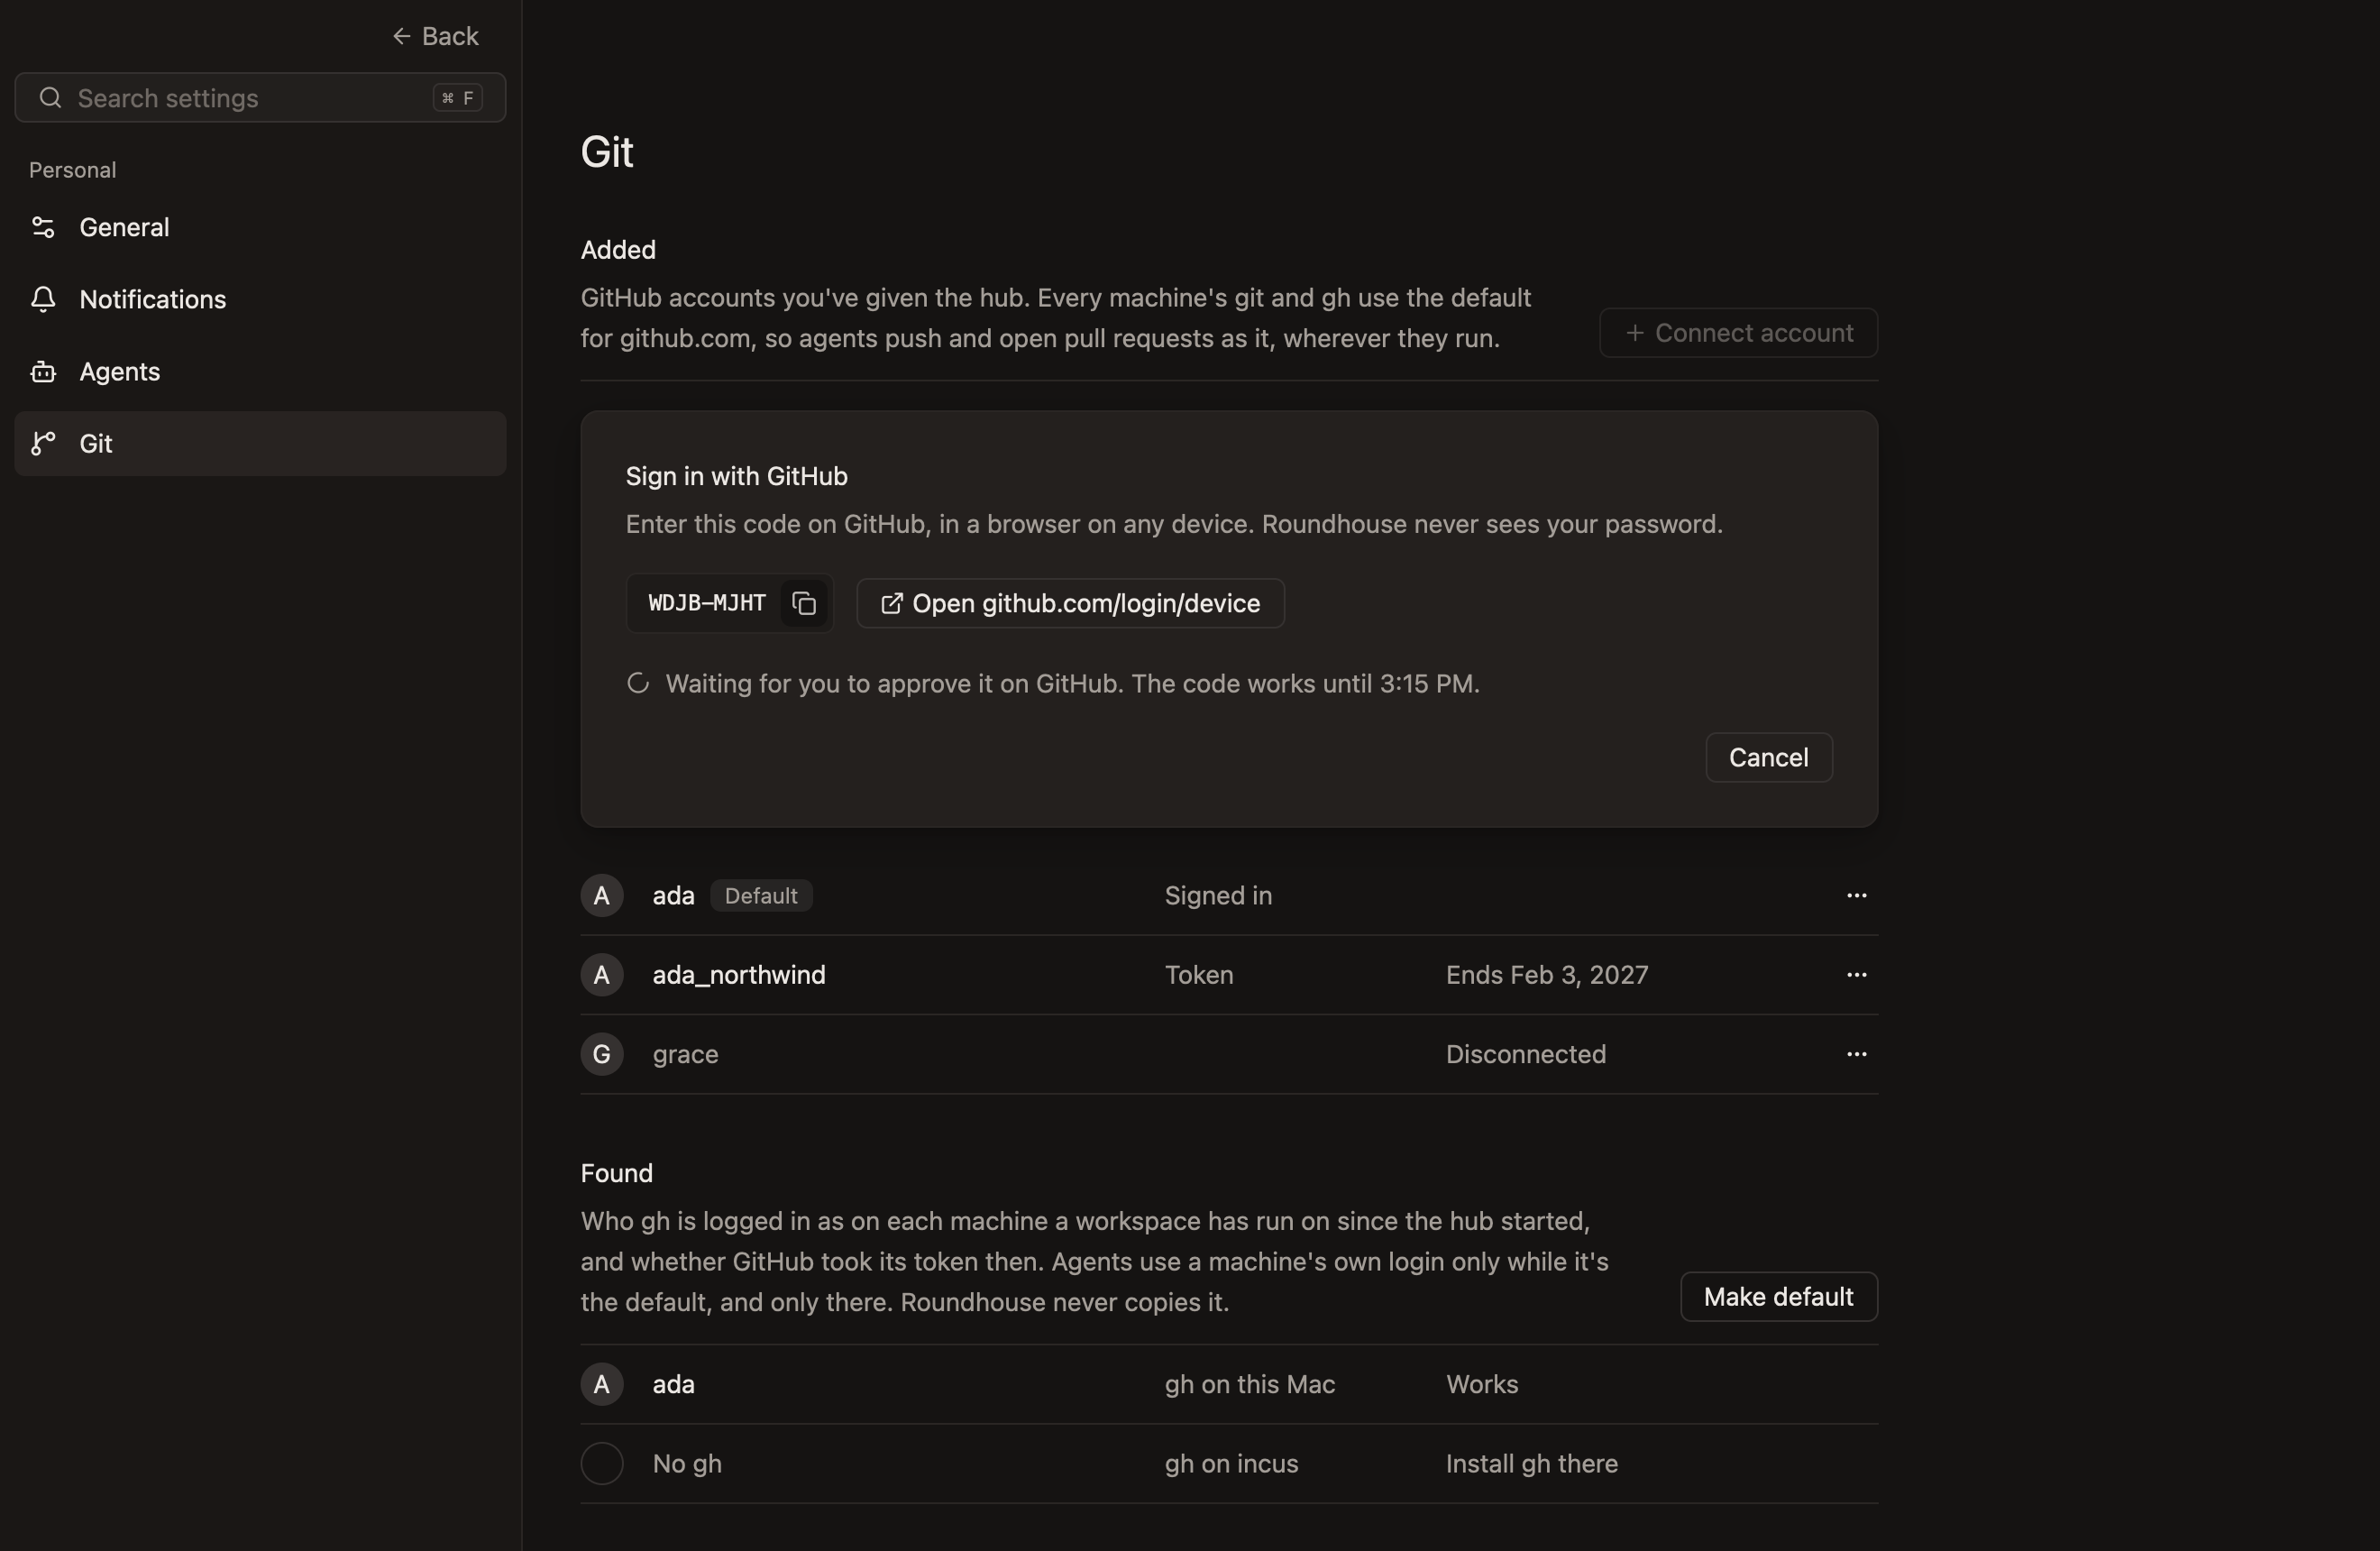 Back
Search settings
⌘ F
Personal
General
Notifications
Agents
Git
Git
Added
GitHub accounts you've given the hub. Every machine's git and gh use the default
for github.com, so agents push and open pull requests as it, wherever they run.
Connect account
Sign in with GitHub
Enter this code on GitHub, in a browser on any device. Roundhouse never sees your password.
WDJB-MJHT
Open github.com/login/device
Waiting for you to approve it on GitHub. The code works until 3:15 PM.
Cancel
A ada Default Signed in
A ada_northwind Token Ends Feb 3, 2027
G grace Disconnected
Found
Who gh is logged in as on each machine a workspace has run on since the hub started,
and whether GitHub took its token then. Agents use a machine's own login only while it's
the default, and only there. Roundhouse never copies it.
Make default
A ada gh on this Mac Works
No gh gh on incus Install gh there